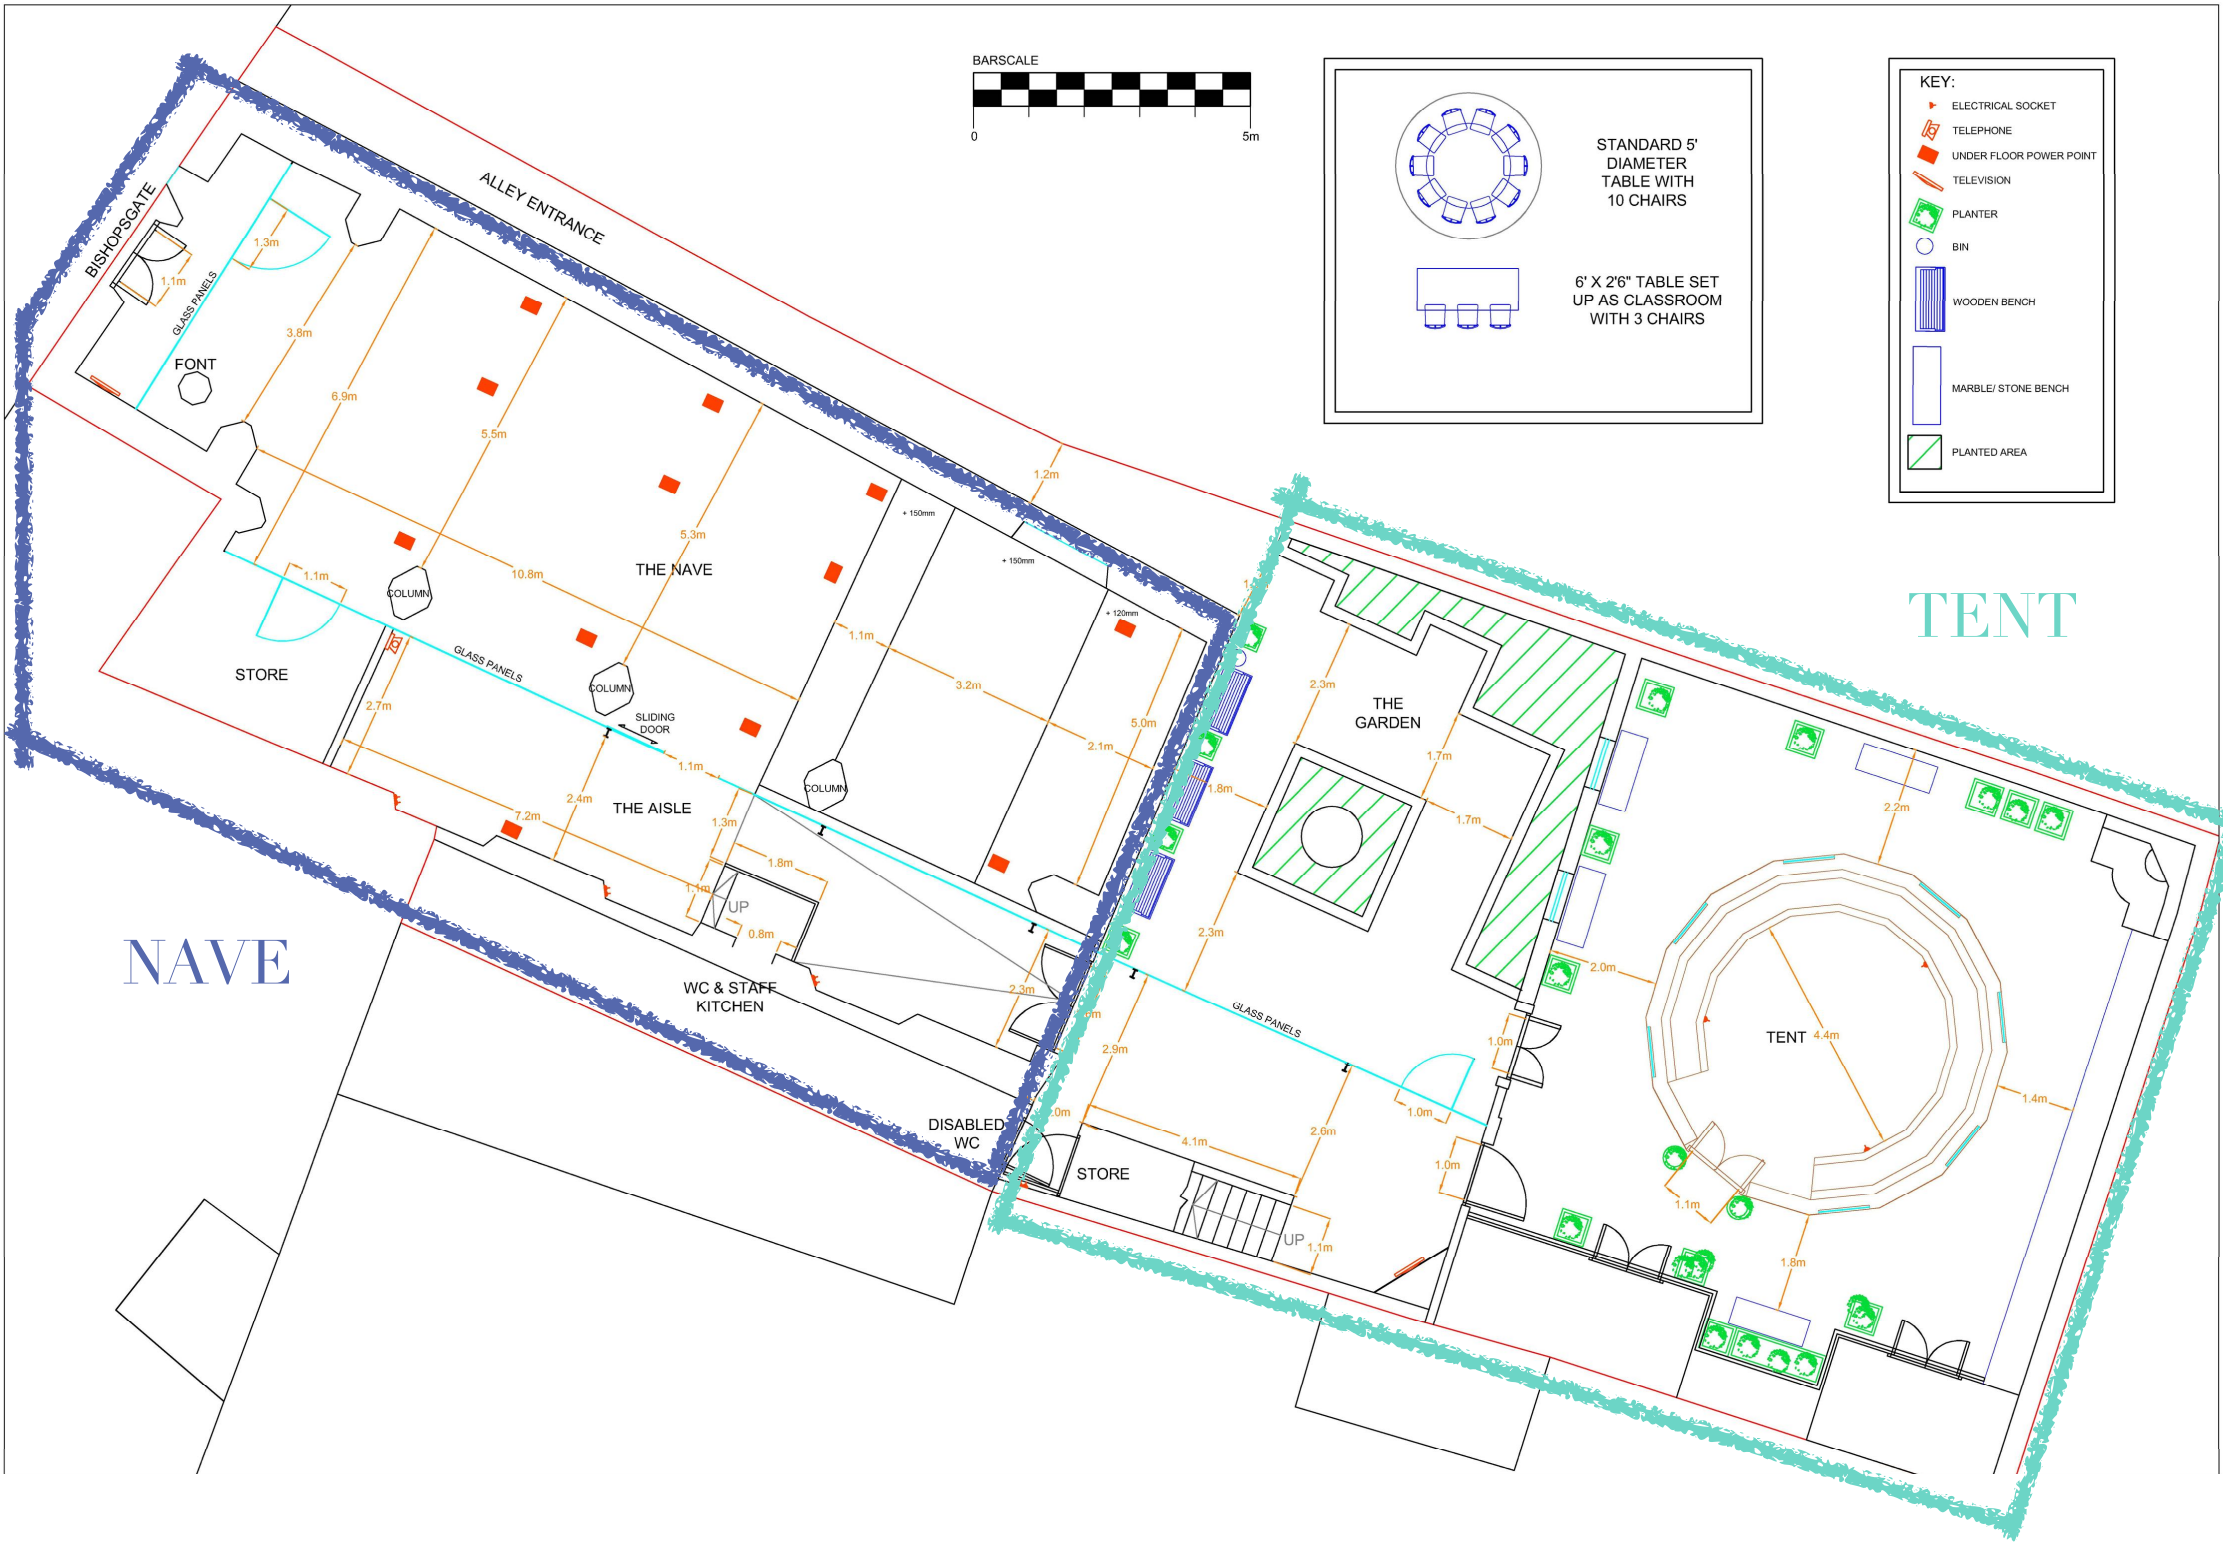 BARSCALE
0
5m
STANDARD 5'
DIAMETER
TABLE WITH
10 CHAIRS
6' X 2'6" TABLE SET
UP AS CLASSROOM
WITH 3 CHAIRS
KEY:
ELECTRICAL SOCKET
TELEPHONE
UNDER FLOOR POWER POINT
TELEVISION
PLANTER
BIN
WOODEN BENCH
MARBLE/ STONE BENCH
PLANTED AREA
ALLEY ENTRANCE
BISHOPSGATE
1.3m
1.1m
GLASS PANELS
3.8m
FONT
6.9m
5.5m
1.2m
+ 150mm
5.3m
+ 150mm
THE NAVE
10.8m
1.1m
COLUMN
+ 120mm
1.1m
TENT
GLASS PANELS
STORE
2.7m
COLUMN
3.2m
2.3m
THE
GARDEN
SLIDING
DOOR
5.0m
2.1m
1.7m
1.1m
COLUMN
1.8m
2.4m
THE AISLE
7.2m
1.3m
1.7m
2.2m
1.8m
1.1m
UP
0.8m
2.3m
NAVE
2.0m
WC & STAFF
KITCHEN
2.3m
GLASS PANELS
2.9m
1.0m
TENT
4.4m
1.4m
1.0m
DISABLED
WC
4.1m
2.6m
STORE
1.0m
1.1m
UP
1.1m
1.8m